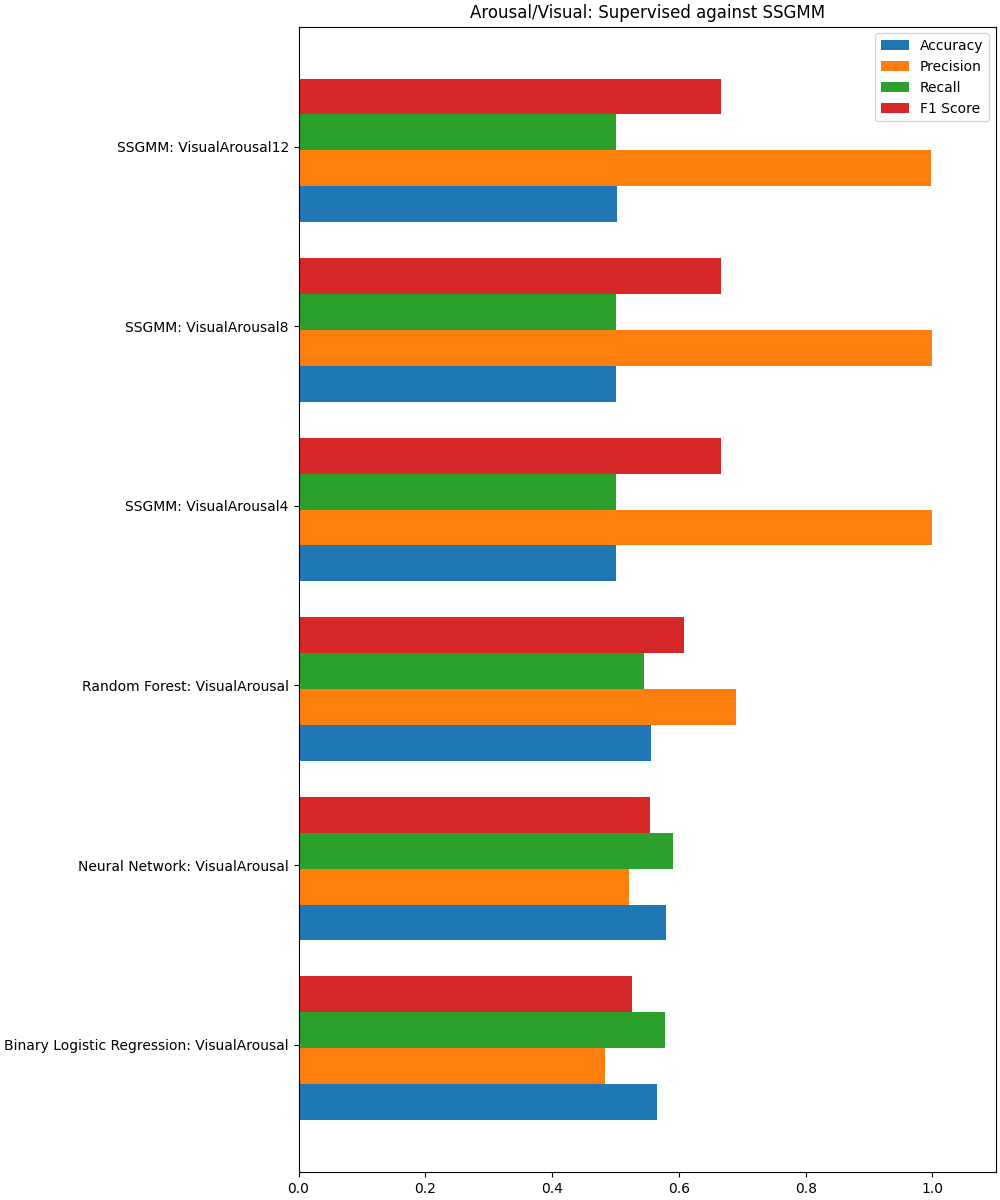 Arousal/Visual: Supervised against SSGMM
Accuracy
Precision
Recall
F1 Score
SSGMM: VisualArousal12
SSGMM: VisualArousal8
SSGMM: VisualArousal4
Random Forest: VisualArousal
Neural Network: VisualArousal
Binary Logistic Regression: VisualArousal
0.0 0.2 0.4 0.6 0.8 1.0